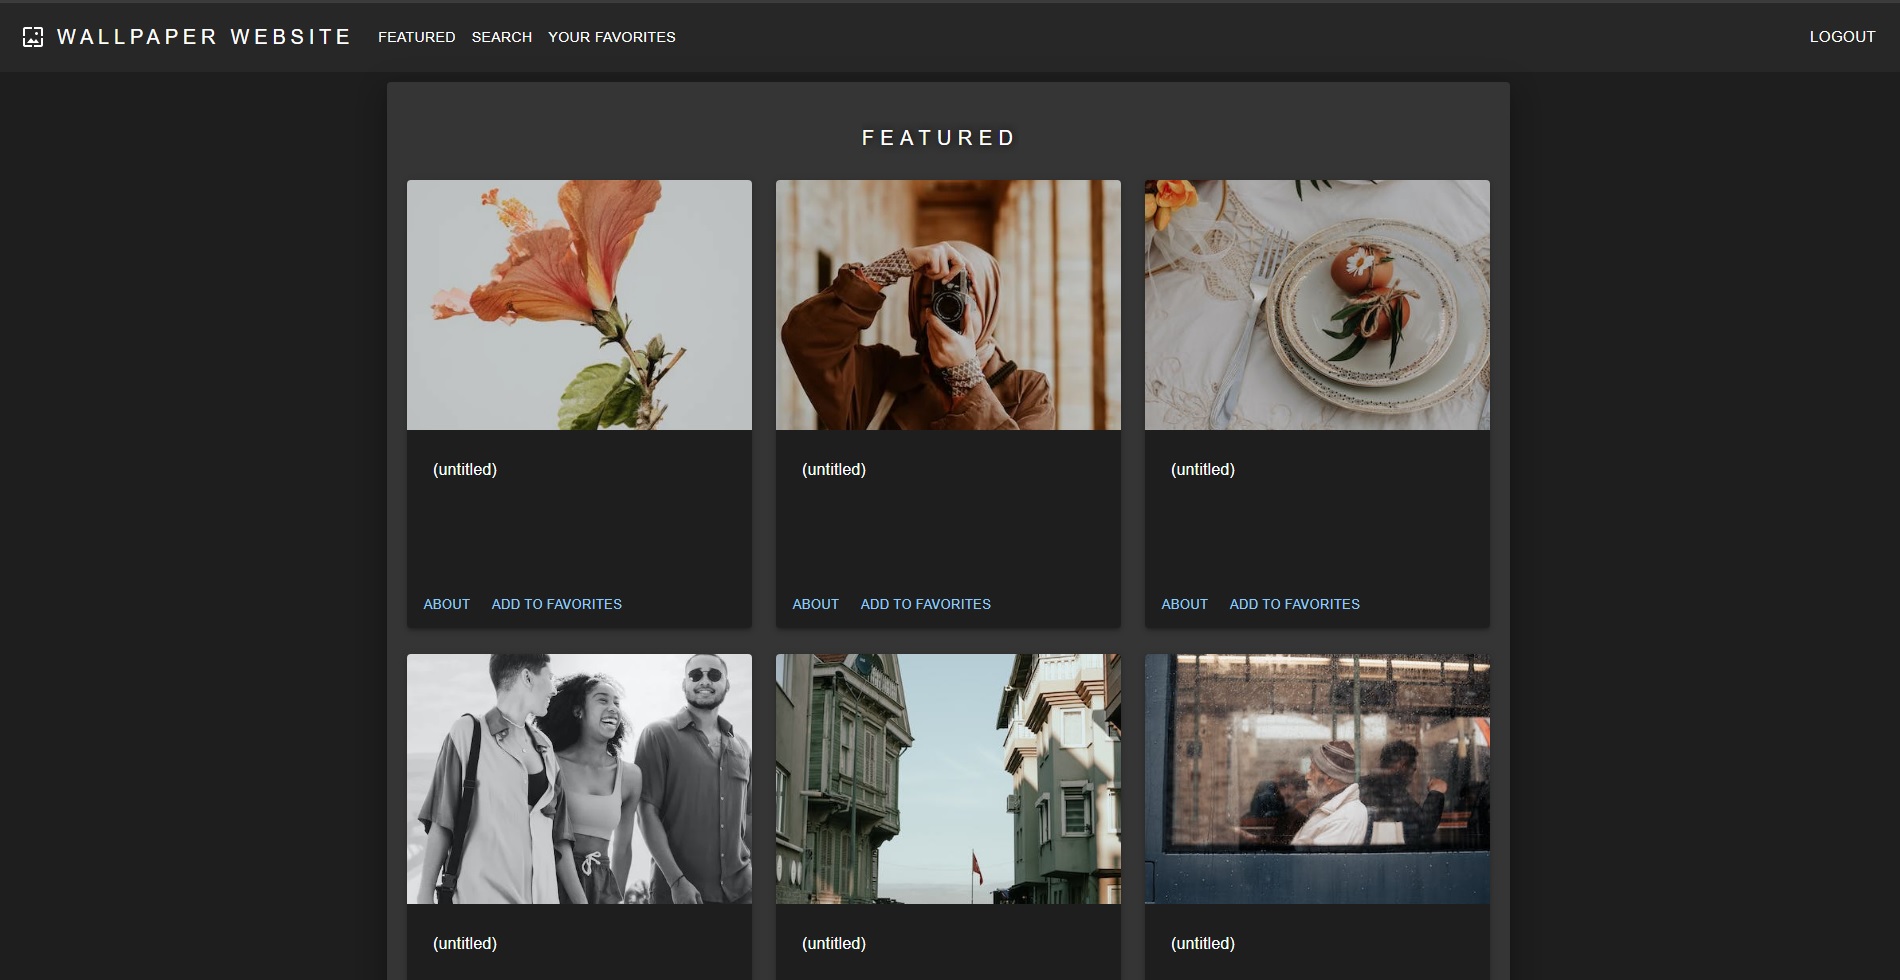 WALLPAPER WEBSITE FEATURED SEARCH YOUR FAVORITES LOGOUT
FEATURED
(untitled) (untitled) (untitled)
ABOUT ADD TO FAVORITES ABOUT ADD TO FAVORITES ABOUT ADD TO FAVORITES
(untitled) (untitled) (untitled)